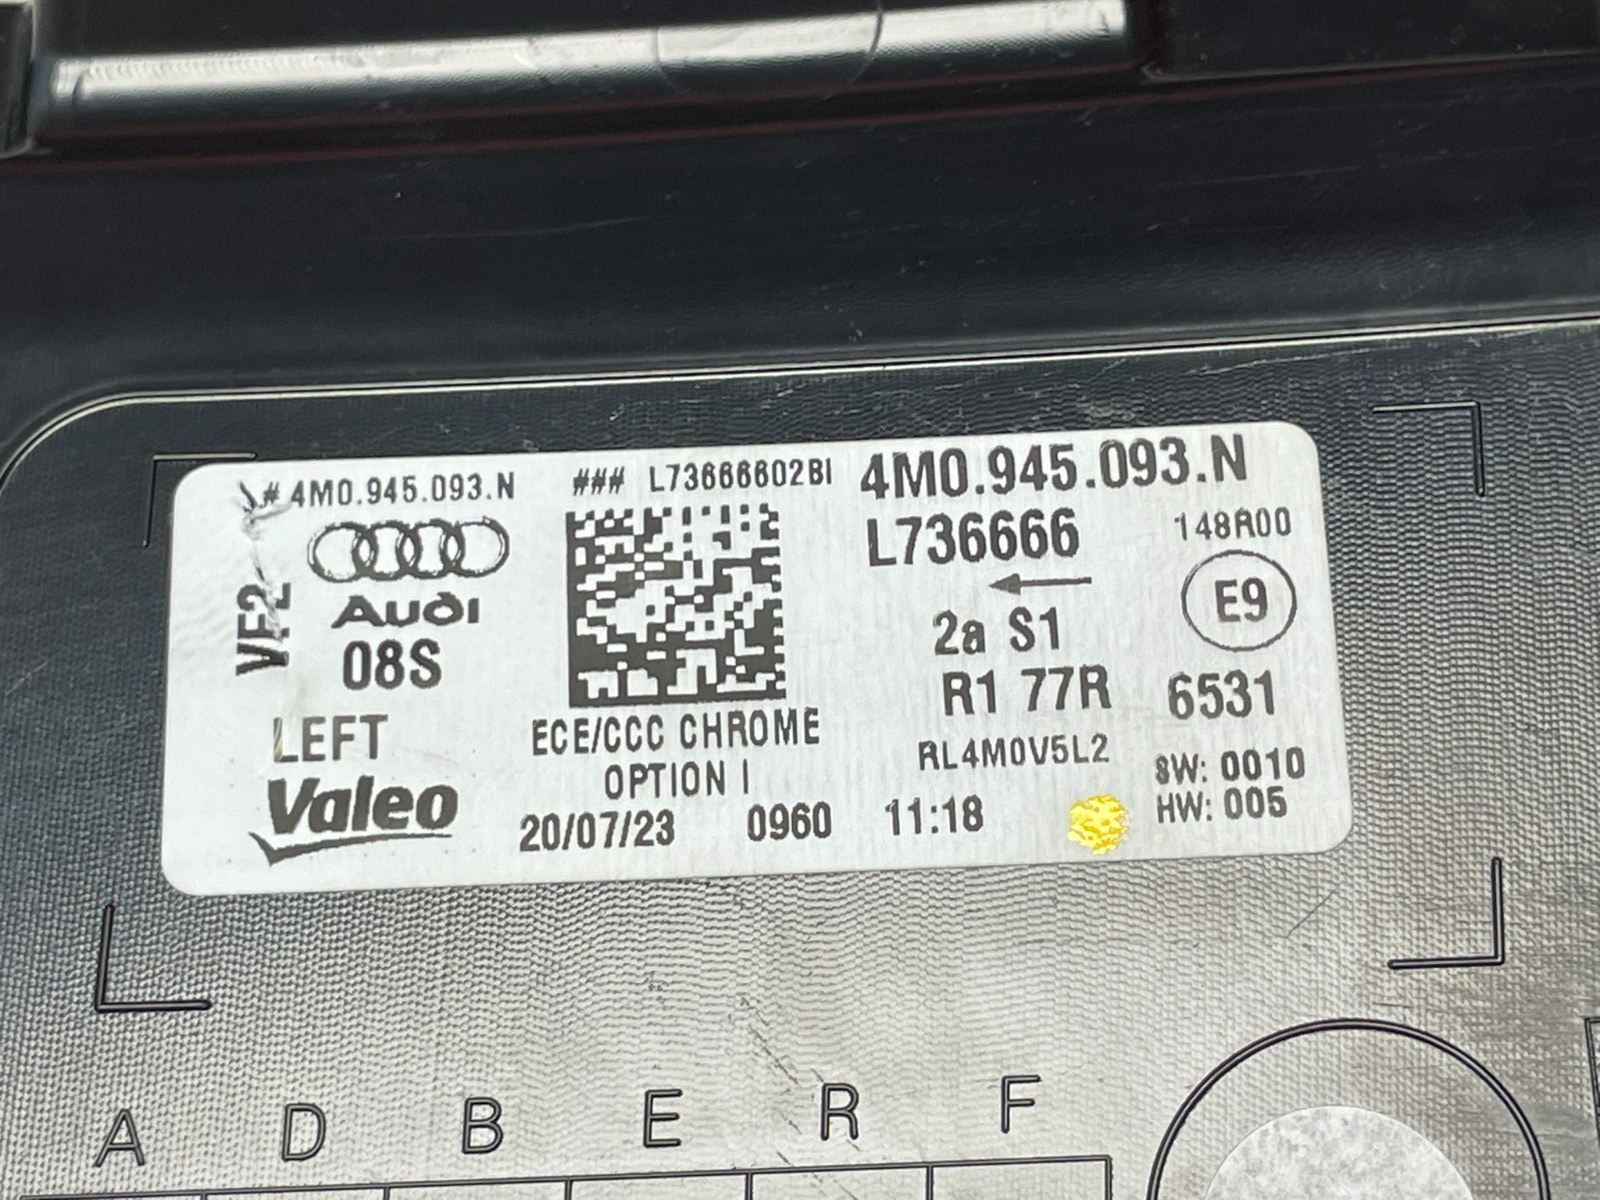 # 4M0.945.093.N ### L73666602BI 4M0.945.093.N
L736666 148R00
VF2 Audi
08S
2a S1 E9
R1 77R 6531
LEFT ECE/CCC CHROME RL4M0V5L2
OPTION I SW: 0010
Valeo HW: 005
20/07/23 0960 11:18
A D B E R F